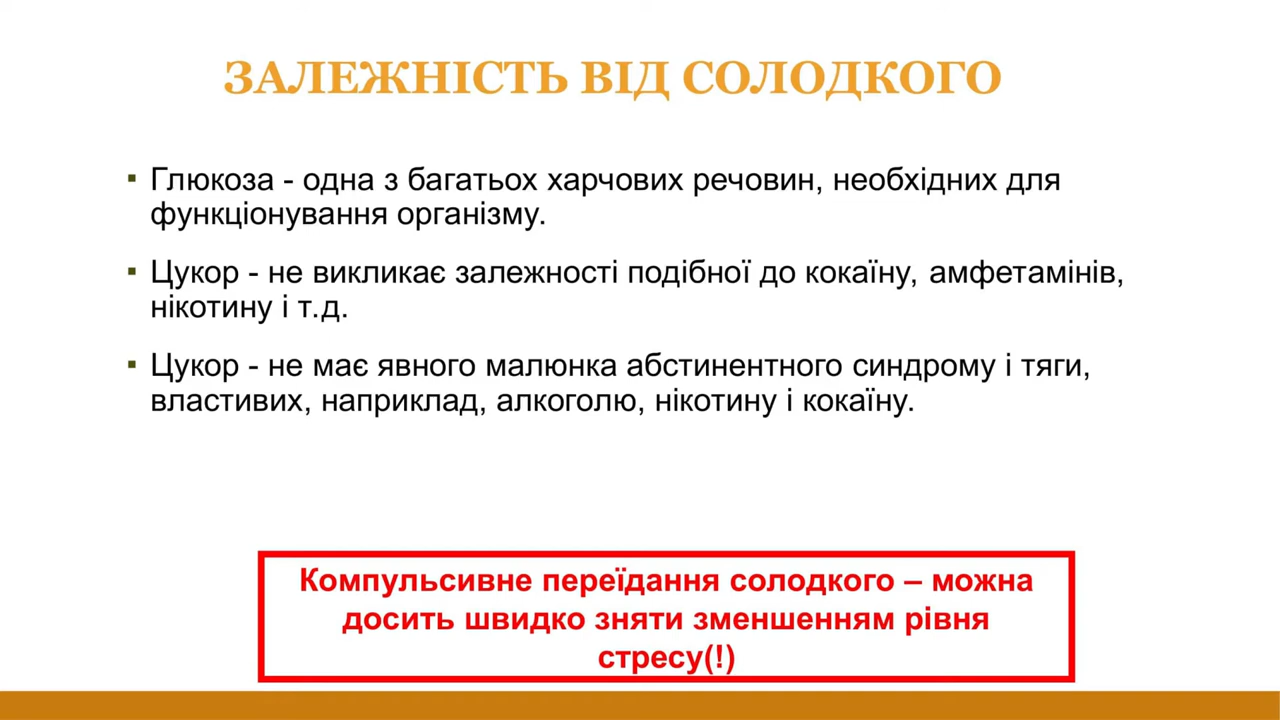 ЗАЛЕЖНІСТЬ ВІД СОЛОДКОГО
▪ Глюкоза - одна з багатьох харчових речовин, необхідних для
функціонування організму.
▪ Цукор - не викликає залежності подібної до кокаїну, амфетамінів,
нікотину і т.д.
▪ Цукор - не має явного малюнка абстинентного синдрому і тяги,
властивих, наприклад, алкоголю, нікотину і кокаїну.
Компульсивне переїдання солодкого – можна
досить швидко зняти зменшенням рівня
стресу(!)